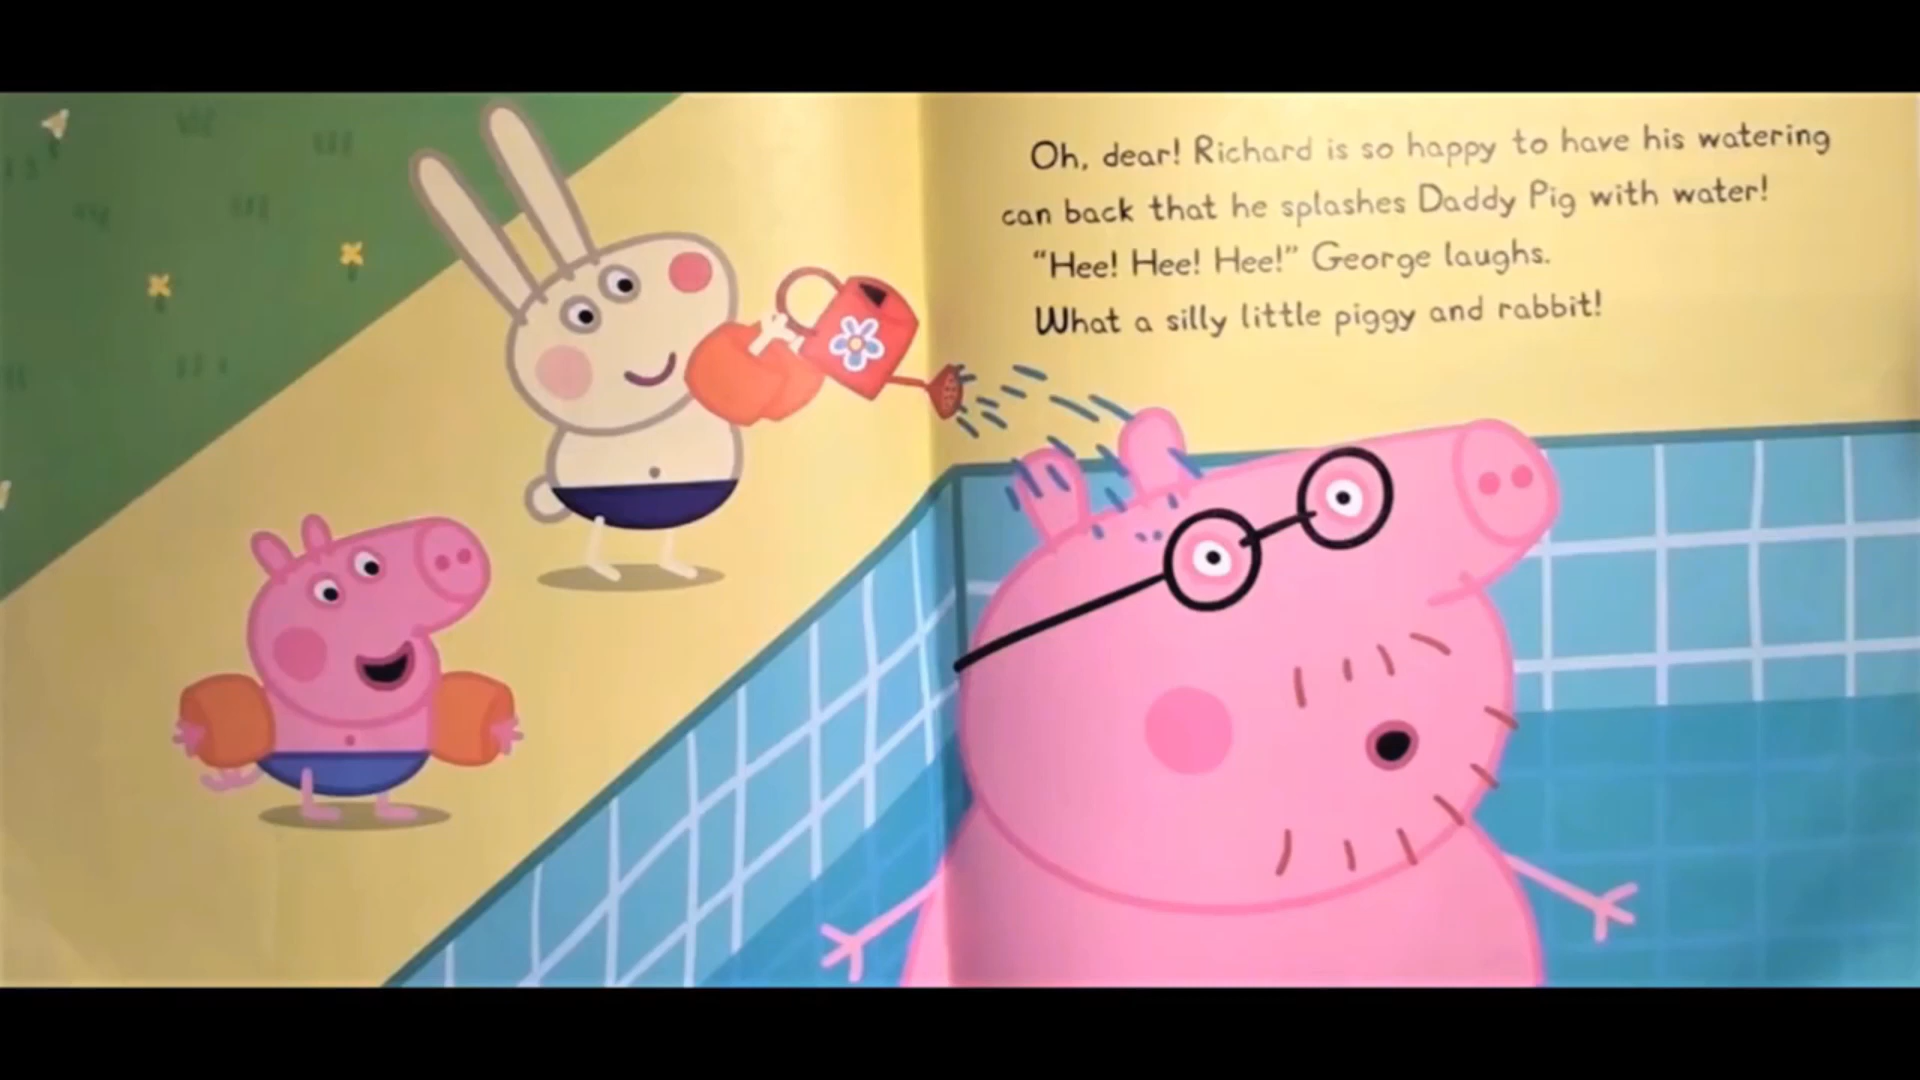 Oh, dear! Richard is so happy to have his watering
can back that he splashes Daddy Pig with water!
“Hee! Hee! Hee!” George laughs.
What a silly little piggy and rabbit!